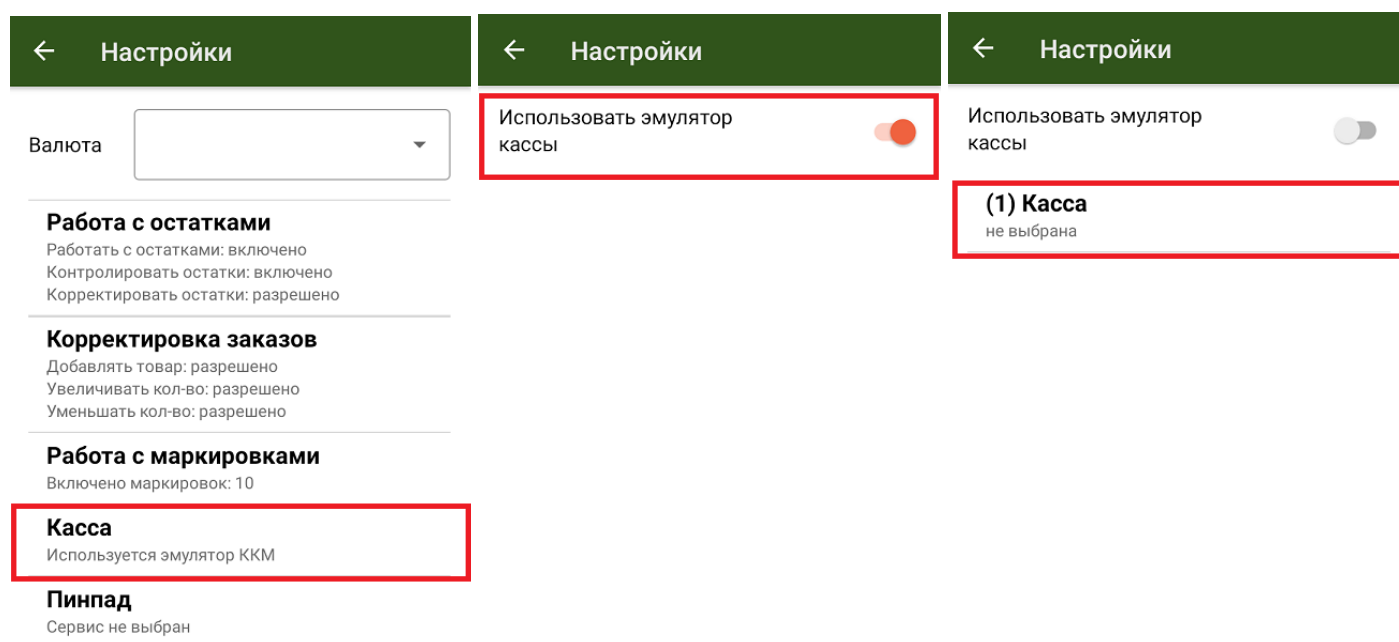 Настройки
Валюта
Работа с остатками
Работать с остатками: включено
Контролировать остатки: включено
Корректировать остатки: разрешено
Корректировка заказов
Добавлять товар: разрешено
Увеличивать кол-во: разрешено
Уменьшать кол-во: разрешено
Работа с маркировками
Включено маркировок: 10
Касса
Используется эмулятор ККМ
Пинпад
Сервис не выбран
Настройки
Использовать эмулятор
кассы
Настройки
Использовать эмулятор
кассы
(1) Касса
не выбрана